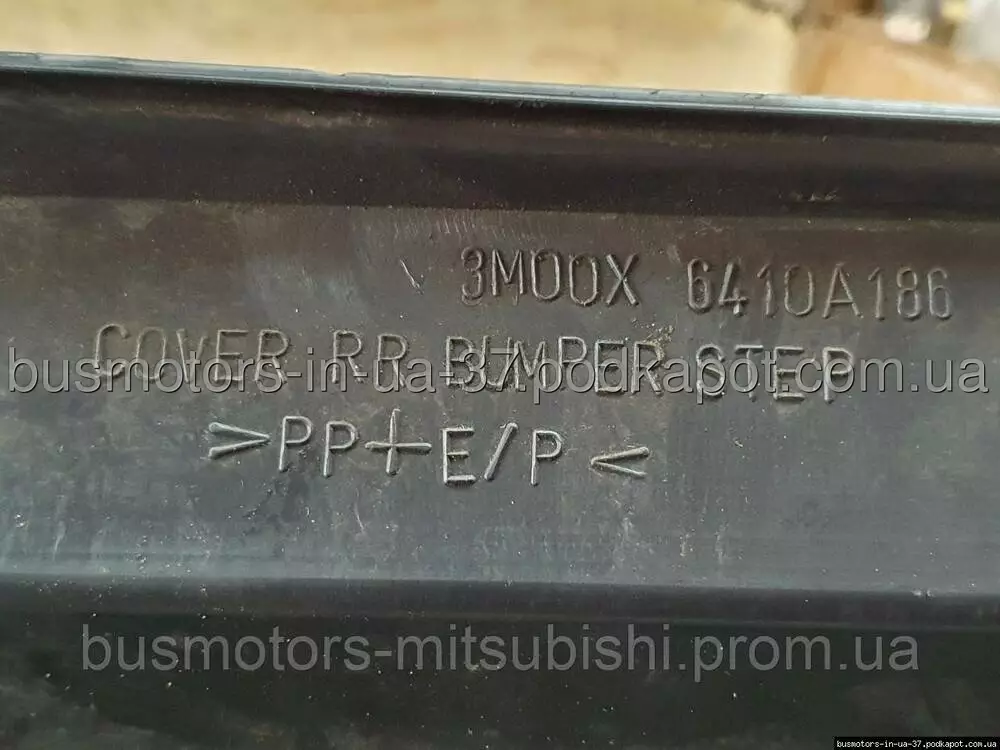 3M00X 6410A186
COVER RR BUMPER STEP
busmotors-in-ua-37.podkapot.com.ua
>PP+E/P<
busmotors-mitsubishi.prom.ua
busmotors-in-ua-37.podkapot.com.ua